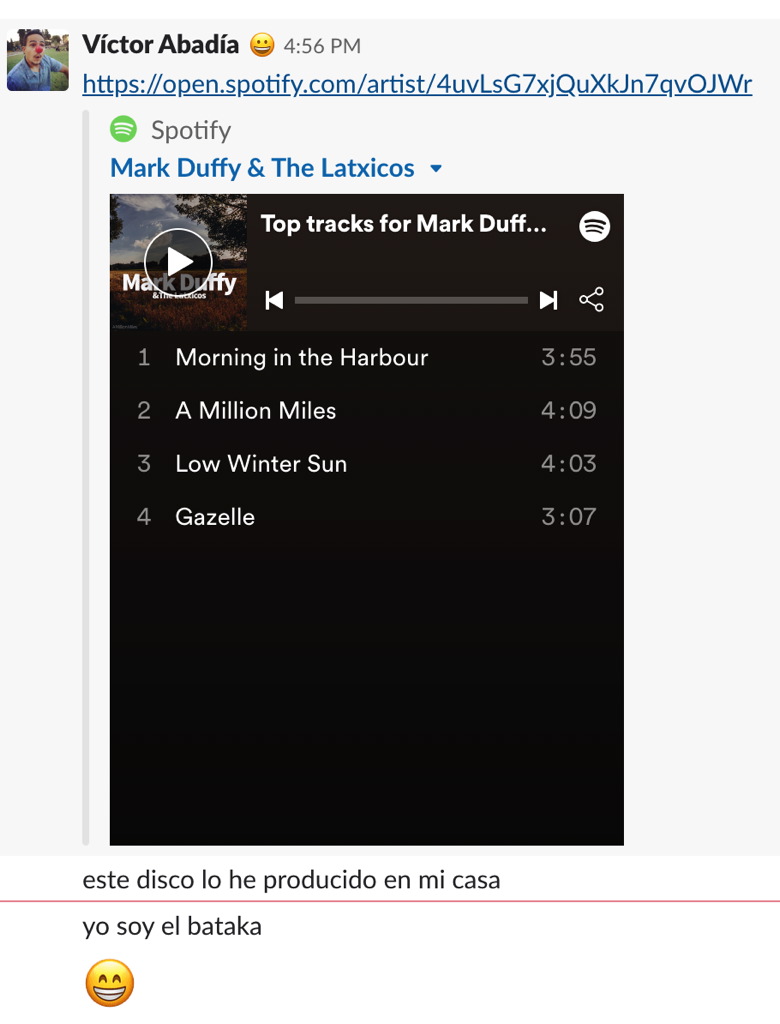 Víctor Abadía 😀 4:56 PM
https://open.spotify.com/artist/4uvLsG7xjQuXkJn7qvOJWr
Spotify
Mark Duffy & The Latxicos
Top tracks for Mark Duff...
Mark Duffy
& The Latxicos
1 Morning in the Harbour 3:55
2 A Million Miles 4:09
3 Low Winter Sun 4:03
4 Gazelle 3:07
este disco lo he producido en mi casa
yo soy el bataka
😁